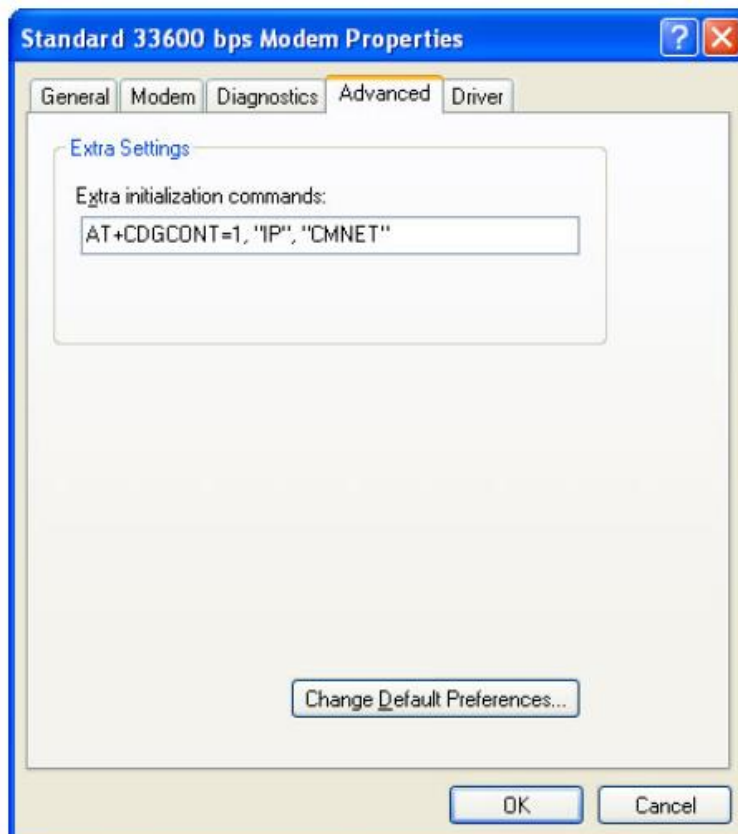 Standard 33600 bps Modem Properties
General Modem Diagnostics Advanced Driver
Extra Settings
Extra initialization commands:
AT+CDGCONT=1, "IP", "CMNET"
Change Default Preferences...
OK Cancel